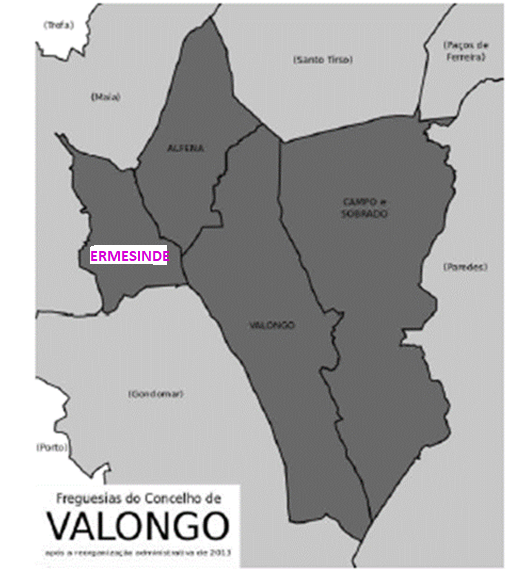 (Trofa)
(Paços de
Ferreira)
(Santo Tirso)
(Maia)
ALFENA
CAMPO e
SOBRADO
ERMESINDE
(Paredes)
VALONGO
(Gondomar)
(Porto)
Freguesias do Concelho de
VALONGO
após a reorganização administrativa de 2013